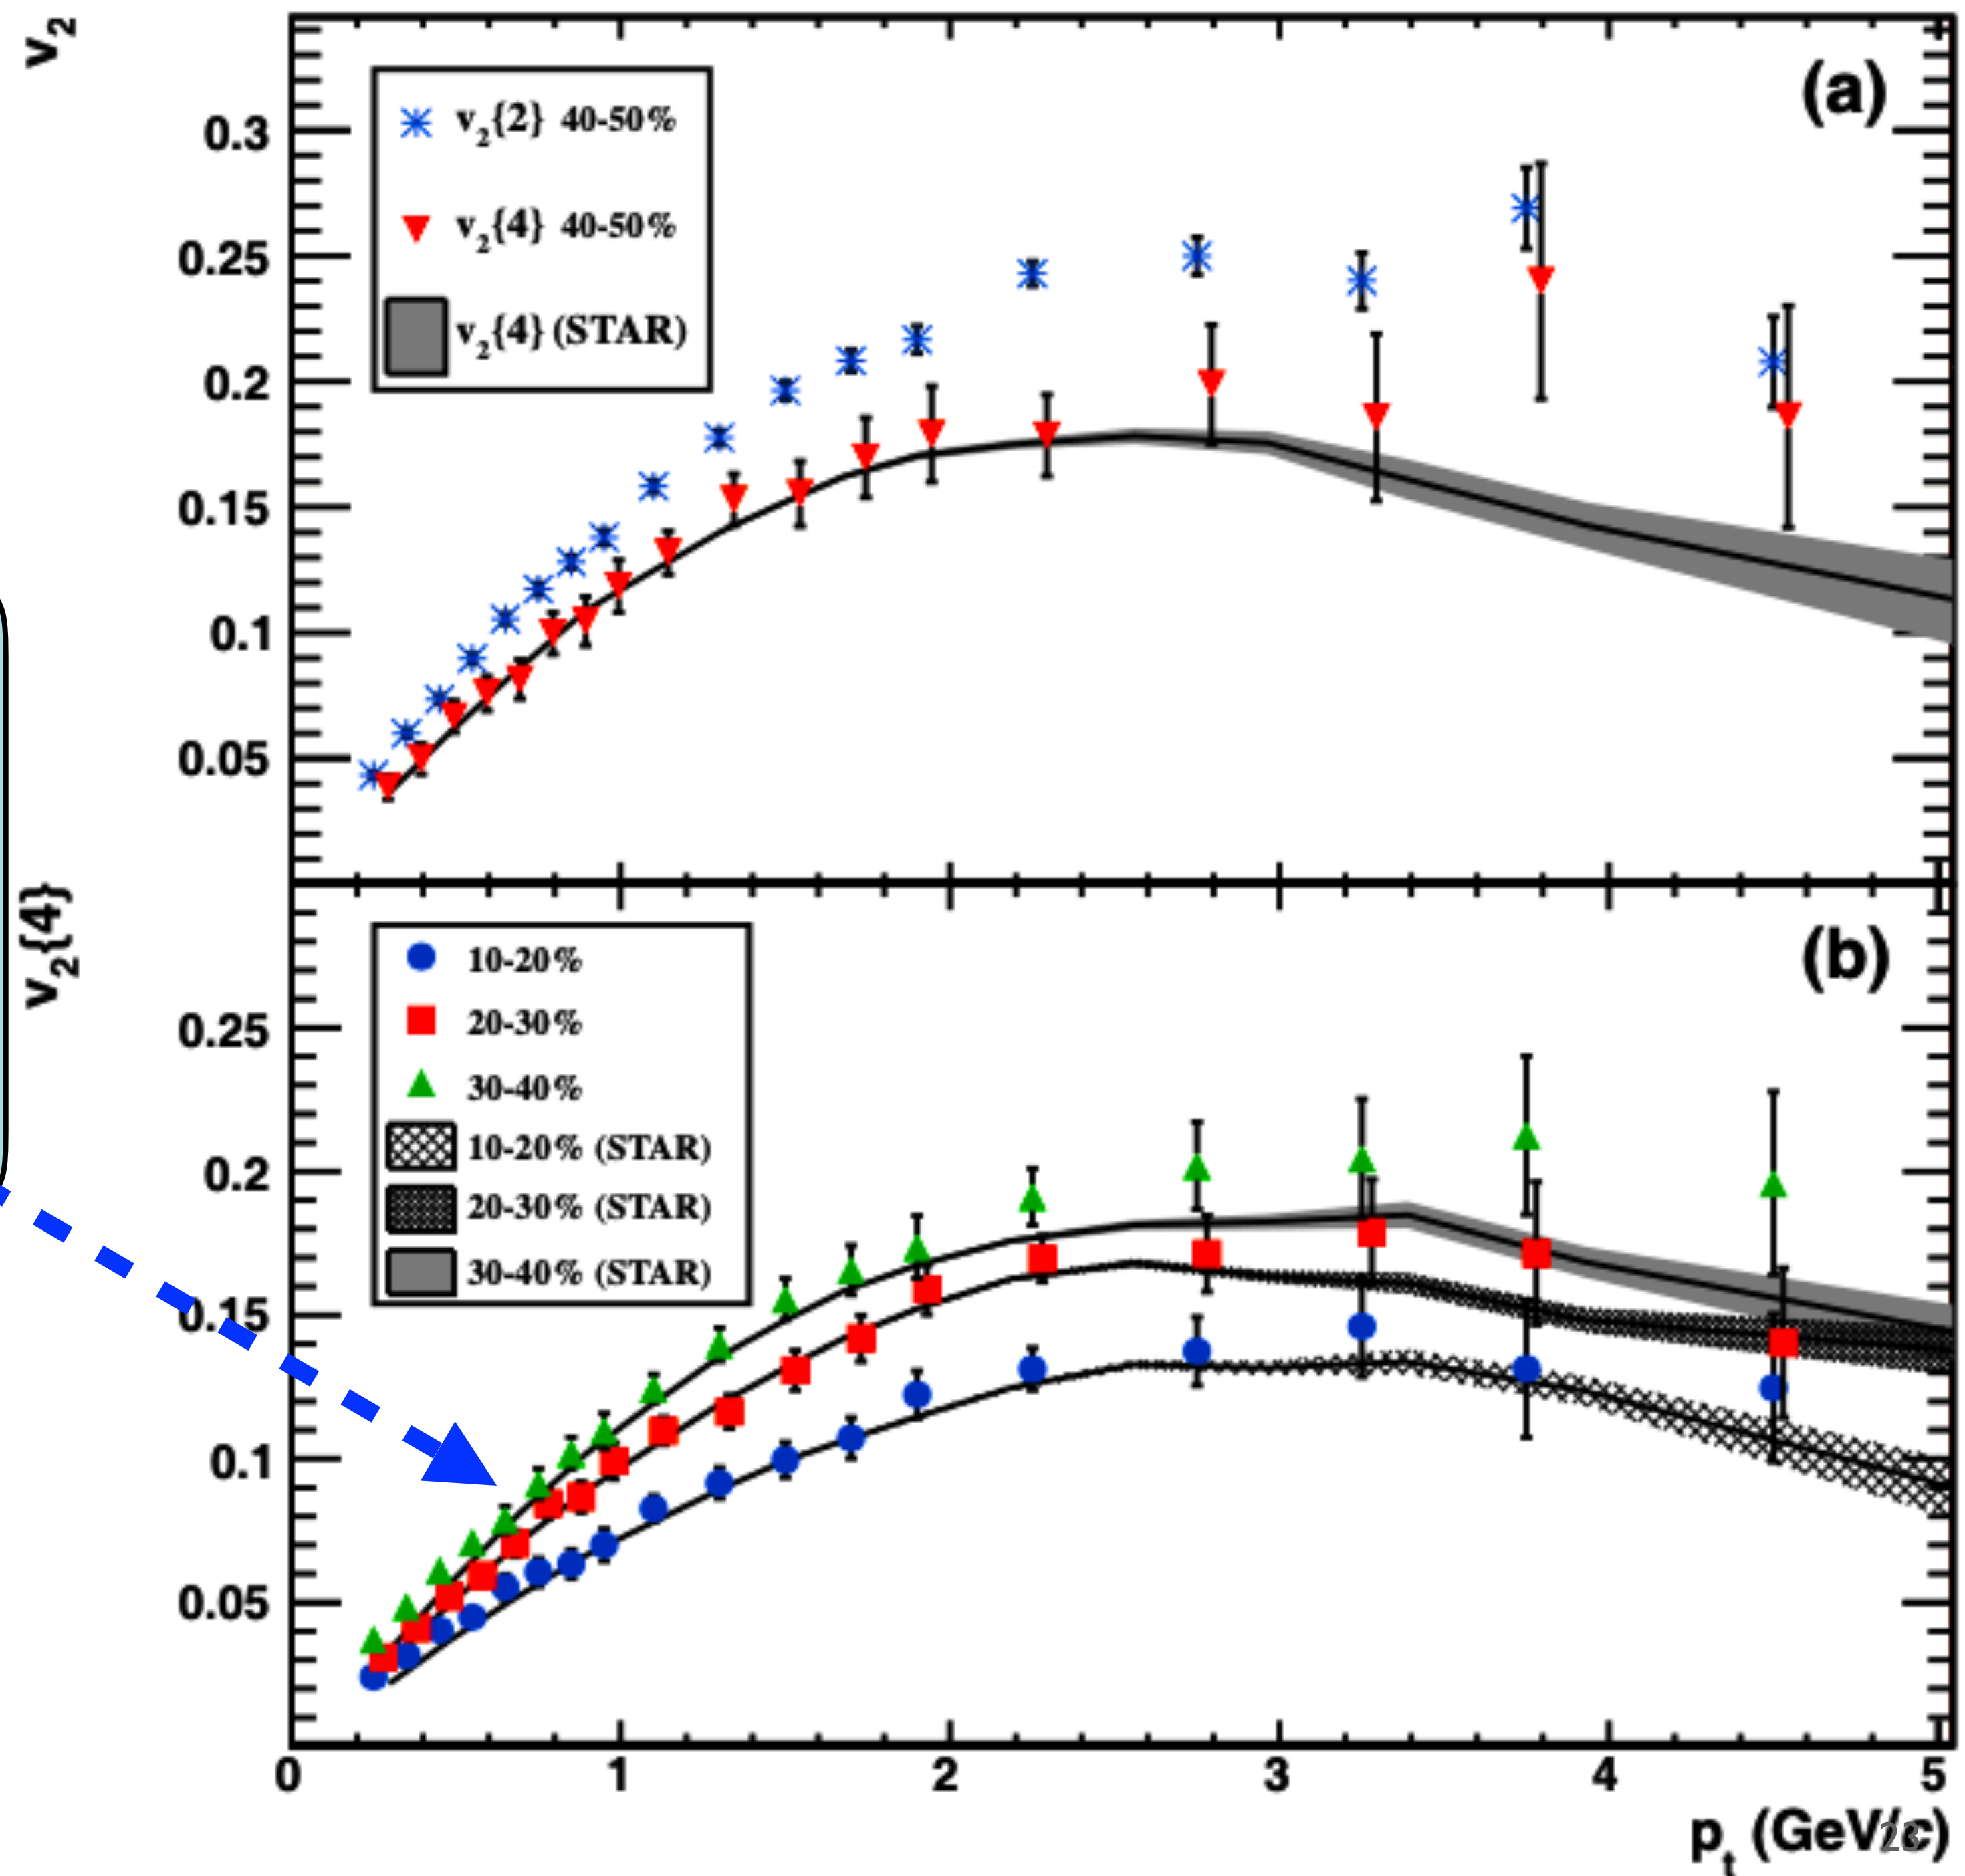 v2
(a)
v2{2} 40-50%
v2{4} 40-50%
v2{4} (STAR)
0.3
0.25
0.2
0.15
0.1
0.05
v2{4}
(b)
10-20%
20-30%
30-40%
10-20% (STAR)
20-30% (STAR)
30-40% (STAR)
0.25
0.2
0.15
0.1
0.05
0 1 2 3 4 5
pt (GeV/c)
23